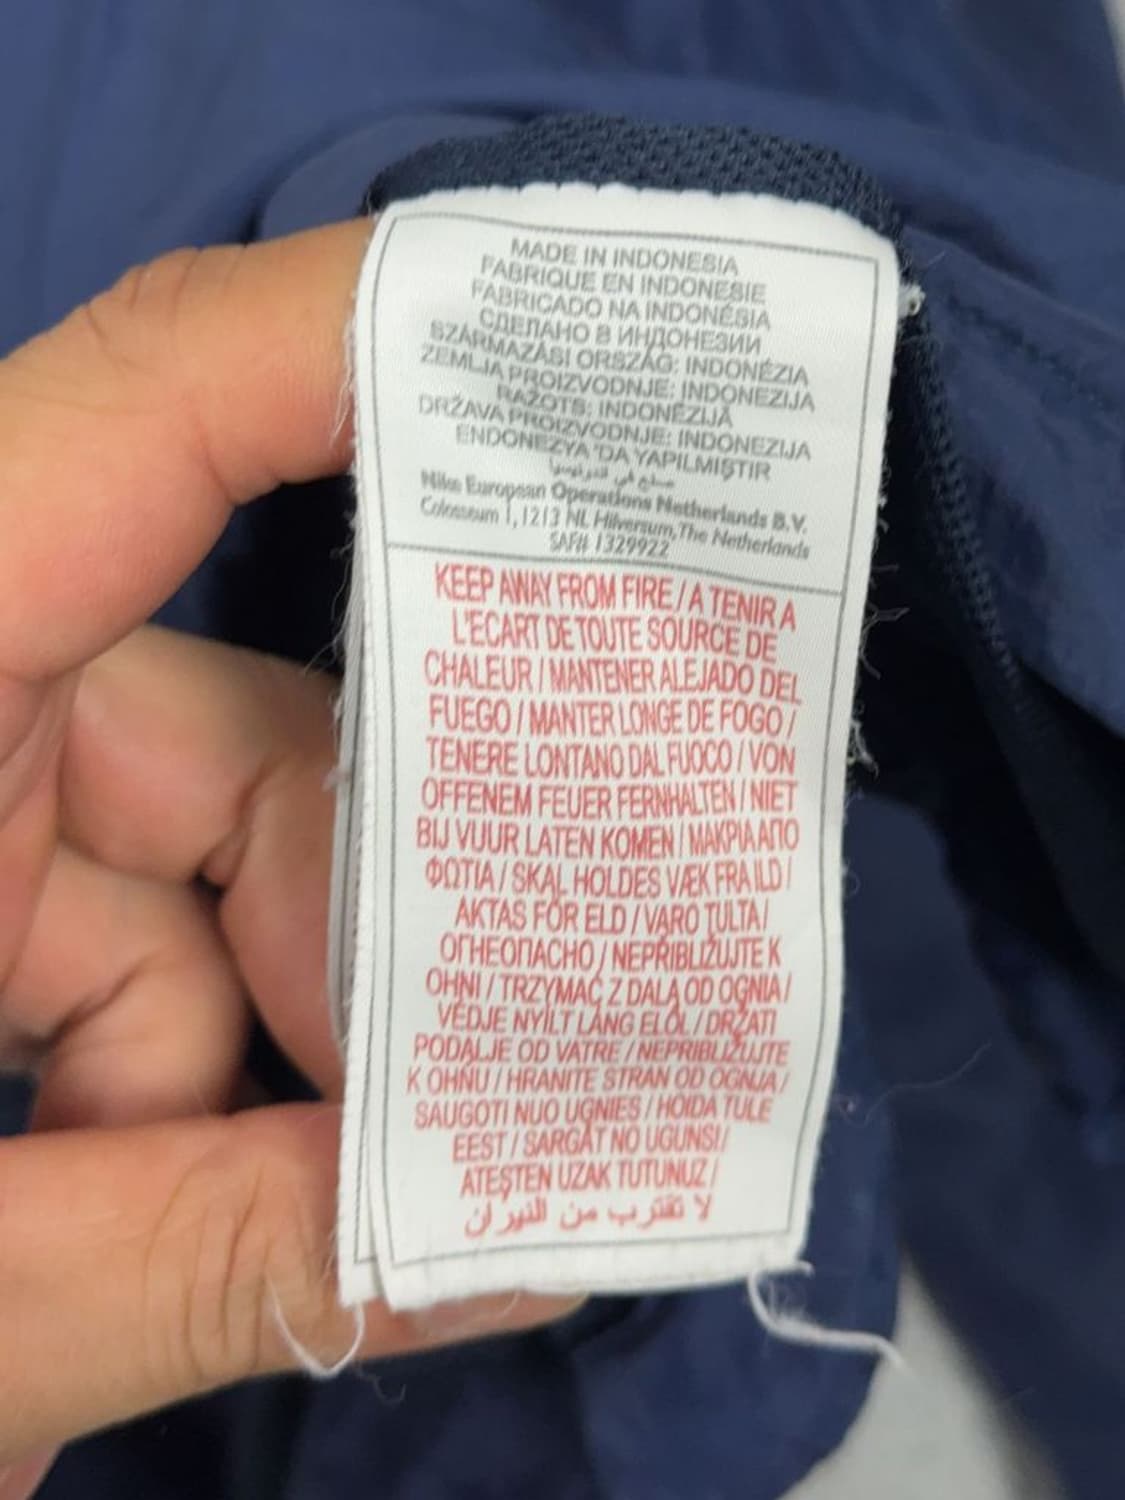 MADE IN INDONESIA
FABRIQUE EN INDONESIE
FABRICADO NA INDONÉSIA
СДЕЛАНО В ИНДОНЕЗИИ
SZÁRMAZÁSI ORSZÁG: INDONÉZIA
ZEMLJA PROIZVODNJE: INDONEZIJA
RAŽOTS: INDONĒZIJĀ
DRŽAVA PROIZVODNJE: INDONEZIJA
ENDONEZYA 'DA YAPILMIŞTIR
Nike European Operations Netherlands B.V.
Colosseum 1, 1213 NL Hilversum, The Netherlands
SAF# 1329922
KEEP AWAY FROM FIRE / A TENIR A
L'ECART DE TOUTE SOURCE DE
CHALEUR / MANTENER ALEJADO DEL
FUEGO / MANTER LONGE DE FOGO /
TENERE LONTANO DAL FUOCO / VON
OFFENEM FEUER FERNHALTEN / NIET
BIJ VUUR LATEN KOMEN / ΜΑΚΡΙΑ ΑΠΟ
ΦΩΤΙΑ / SKAL HOLDES VÆK FRA ILD /
AKTAS FÖR ELD / VARO TULTA /
ОГНЕОПАСНО / NEPŘIBLIŽUJTE K
OHNI / TRZYMAĆ Z DALA OD OGNIA /
VÉDJE NYÍLT LÁNG ELŐL / DRŽATI
PODALJE OD VATRE / NEPRIBLIŽUJTE
K OHŇU / HRANITE STRAN OD OGNJA /
SAUGOTI NUO UGNIES / HOIDA TULE
EEST / SARGĀT NO UGUNS! /
ATEŞTEN UZAK TUTUNUZ /
لا تقترب من النيران